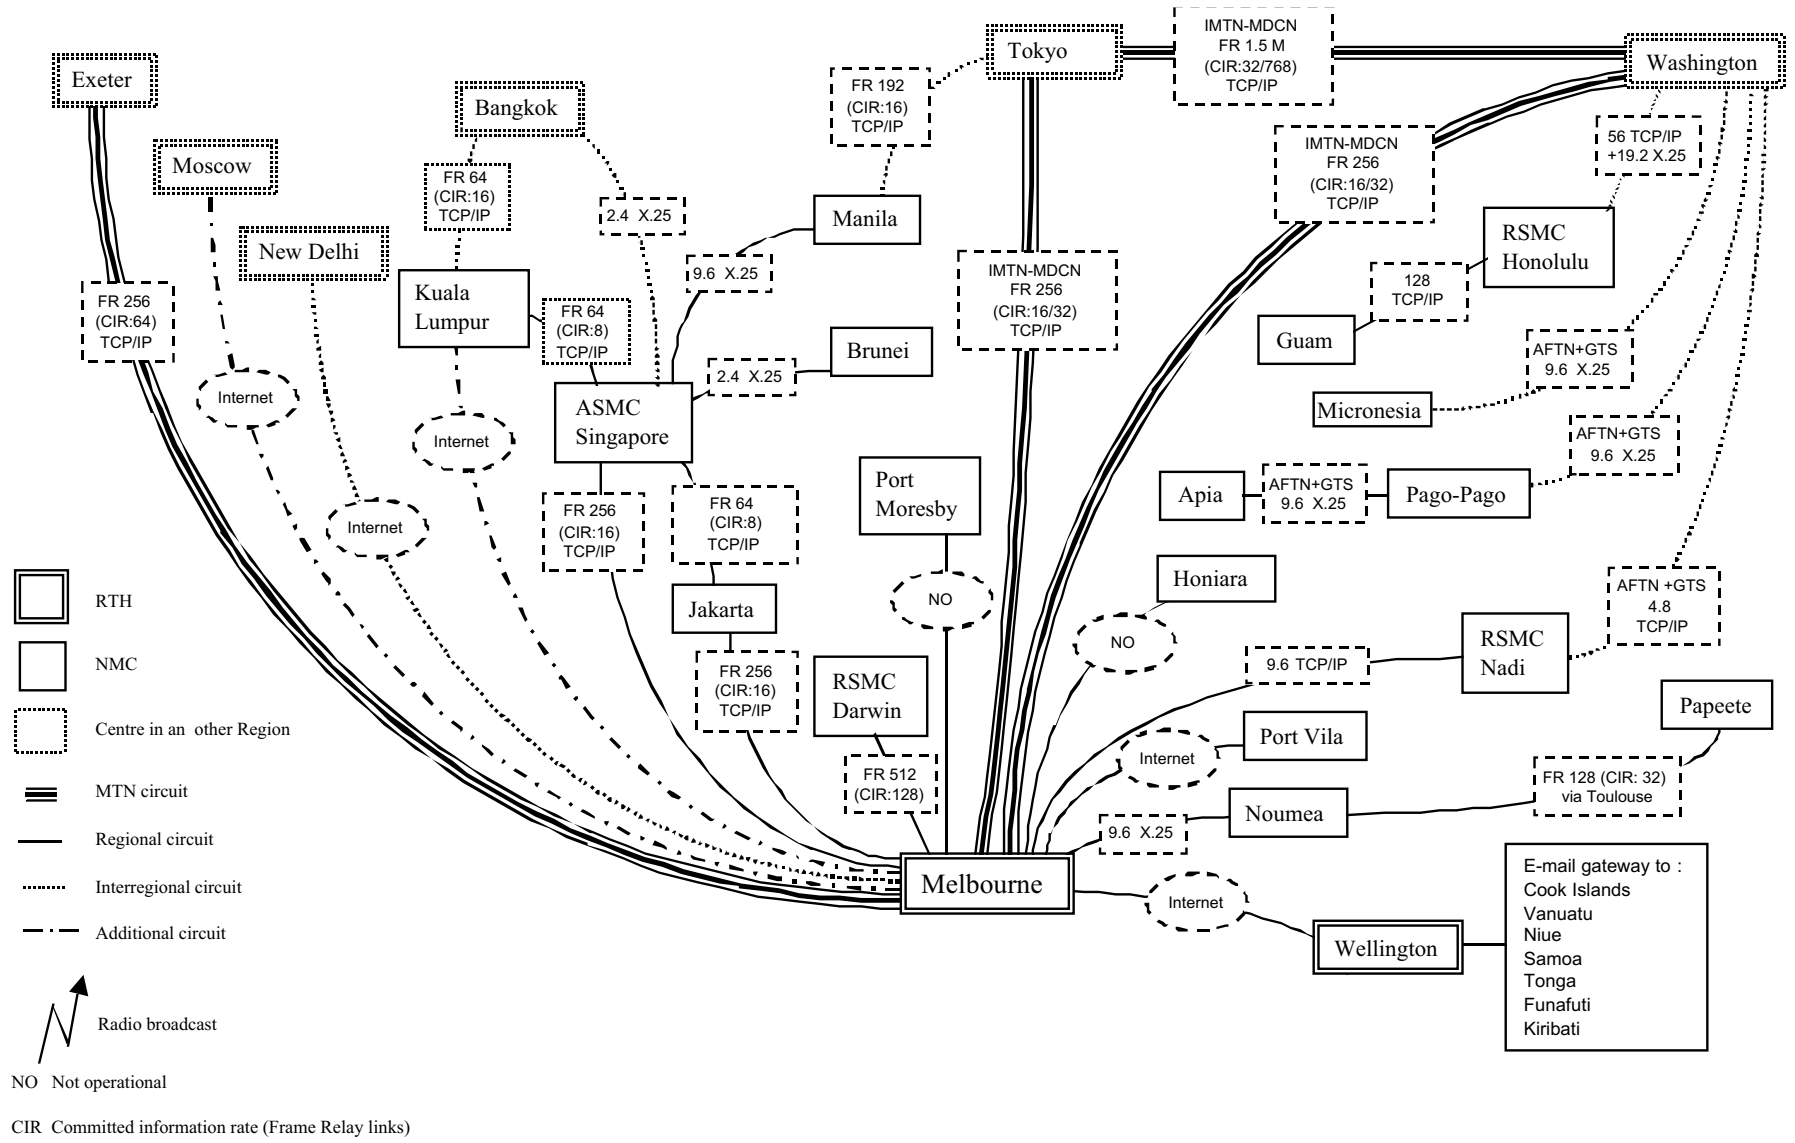 IMTN-MDCN
FR 1.5 M
(CIR:32/768)
TCP/IP
Tokyo
Washington
Exeter
FR 192
(CIR:16)
TCP/IP
Bangkok
56 TCP/IP
+19.2 X.25
IMTN-MDCN
FR 256
(CIR:16/32)
TCP/IP
Moscow
FR 64
(CIR:16)
TCP/IP
2.4 X.25
Manila
RSMC
Honolulu
New Delhi
9.6 X.25
IMTN-MDCN
FR 256
(CIR:16/32)
TCP/IP
128
TCP/IP
Kuala
Lumpur
FR 256
(CIR:64)
TCP/IP
FR 64
(CIR:8)
TCP/IP
Brunei
Guam
AFTN+GTS
9.6 X.25
2.4 X.25
Internet
ASMC
Singapore
Micronesia
Internet
AFTN+GTS
9.6 X.25
Port
Moresby
Apia
AFTN+GTS
9.6 X.25
Pago-Pago
FR 256
(CIR:16)
TCP/IP
FR 64
(CIR:8)
TCP/IP
Internet
Honiara
AFTN +GTS
4.8
TCP/IP
RTH
Jakarta
NO
NO
RSMC
Nadi
NMC
9.6 TCP/IP
FR 256
(CIR:16)
TCP/IP
RSMC
Darwin
Papeete
Centre in an other Region
Port Vila
Internet
FR 512
(CIR:128)
FR 128 (CIR: 32)
via Toulouse
MTN circuit
Noumea
9.6 X.25
Regional circuit
Melbourne
Interregional circuit
Internet
E-mail gateway to :
Cook Islands
Vanuatu
Niue
Samoa
Tonga
Funafuti
Kiribati
Additional circuit
Wellington
Radio broadcast
NO Not operational
CIR Committed information rate (Frame Relay links)